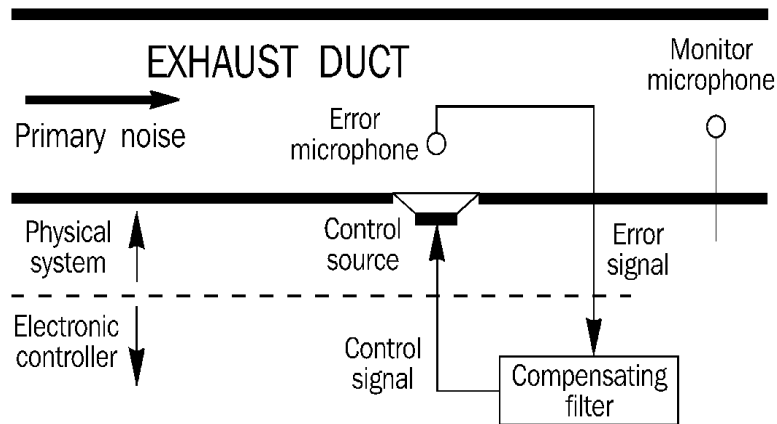 EXHAUST DUCT
Monitor
microphone
Primary noise
Error
microphone
Physical
system
Control
source
Error
signal
Electronic
controller
Control
signal
Compensating
filter